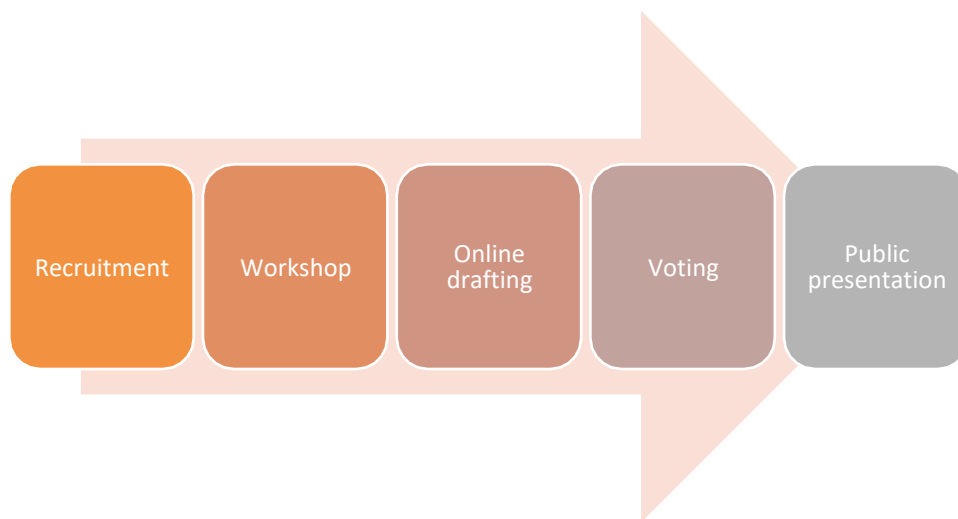 Recruitment
Workshop
Online
drafting
Voting
Public
presentation